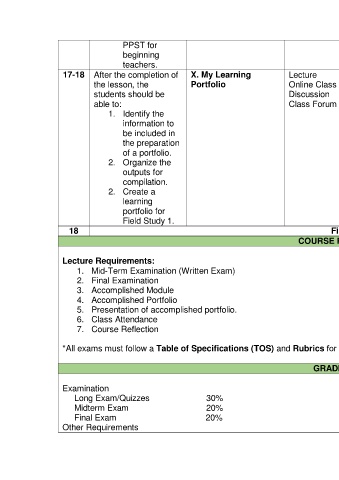 PPST for
beginning
teachers.
17-18 After the completion of the lesson, the students should be able to:
1. Identify the information to be included in the preparation of a portfolio.
2. Organize the outputs for compilation.
2. Create a learning portfolio for Field Study 1.
X. My Learning Portfolio
Lecture
Online Class
Discussion
Class Forum
18
COURSE
Lecture Requirements:
1. Mid-Term Examination (Written Exam)
2. Final Examination
3. Accomplished Module
4. Accomplished Portfolio
5. Presentation of accomplished portfolio.
6. Class Attendance
7. Course Reflection
*All exams must follow a Table of Specifications (TOS) and Rubrics for
Examination
Long Exam/Quizzes 30%
Midterm Exam 20%
Final Exam 20%
Other Requirements